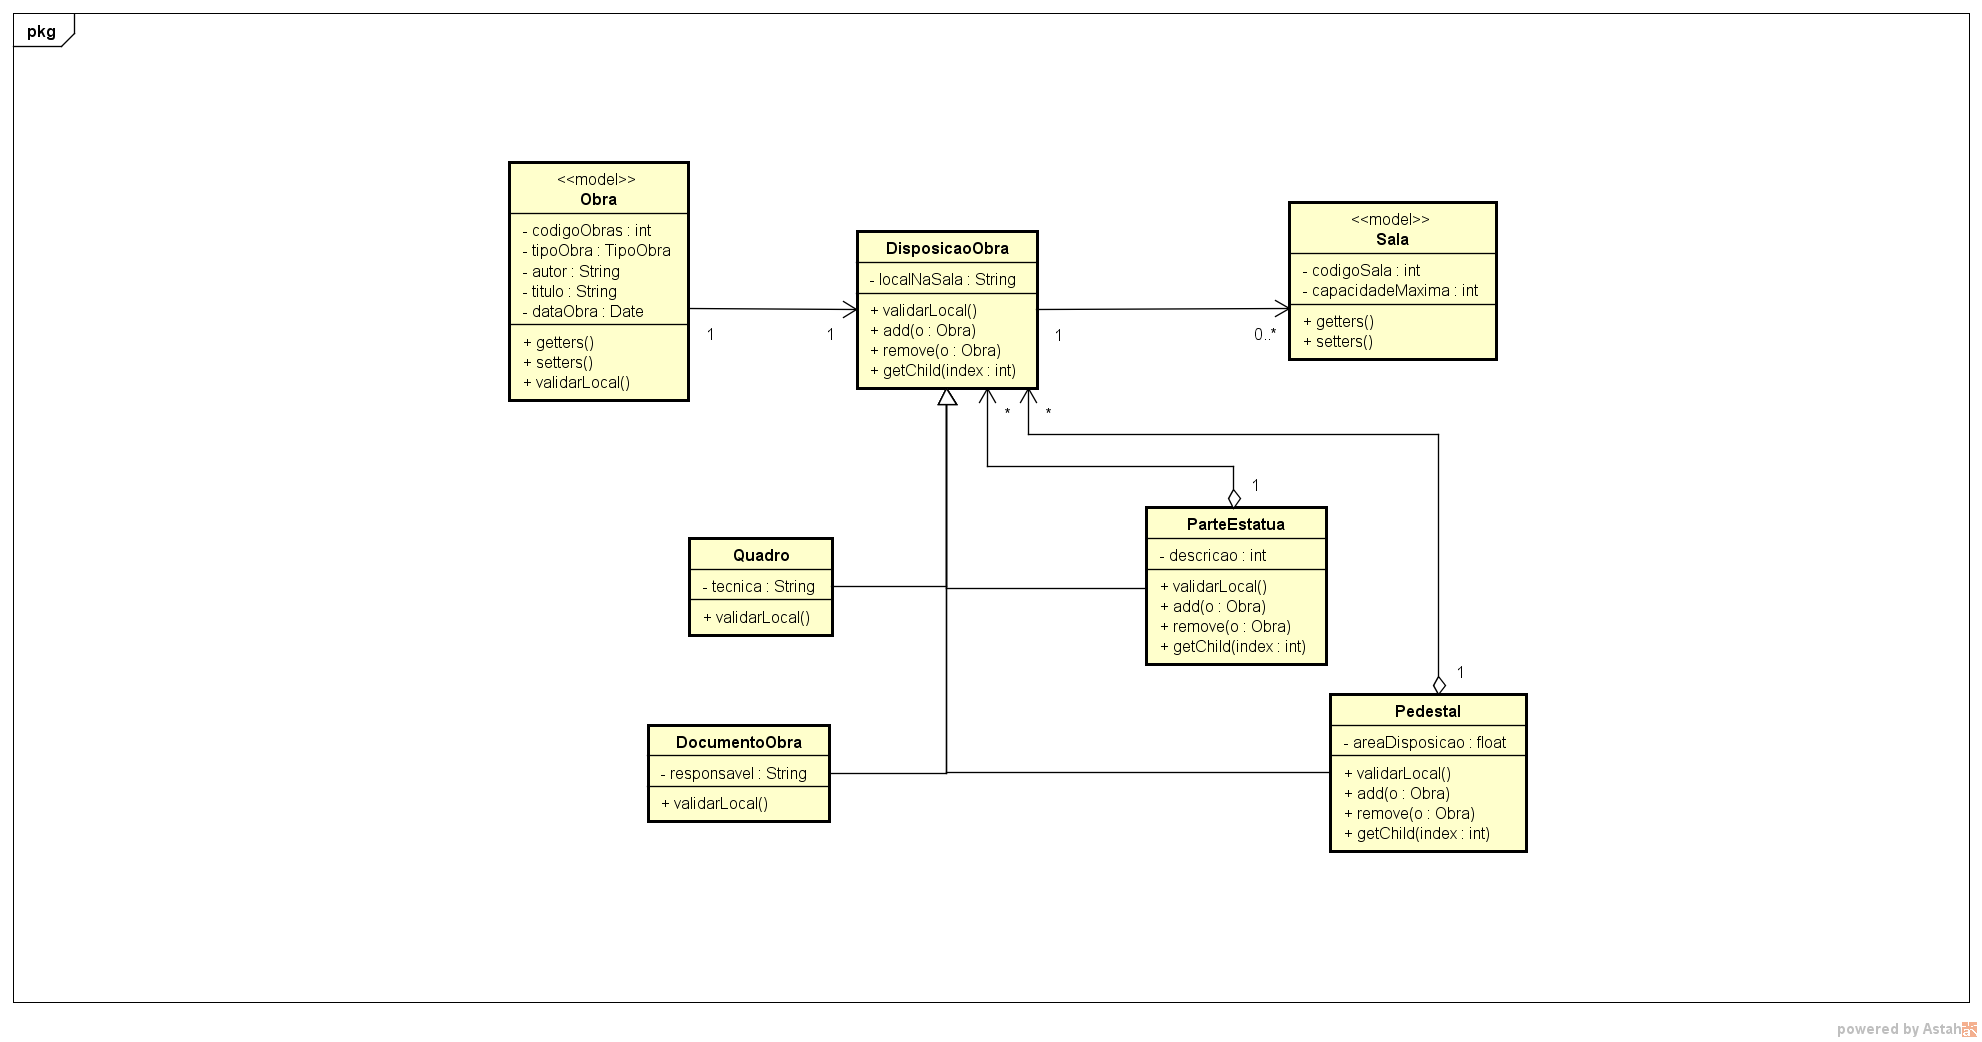 pkg
<<model>>
Obra
- codigoObras : int
- tipoObra : TipoObra
- autor : String
- titulo : String
- dataObra : Date
+ getters()
+ setters()
+ validarLocal()
1
1
DisposicaoObra
- localNaSala : String
+ validarLocal()
+ add(o : Obra)
+ remove(o : Obra)
+ getChild(index : int)
1
0..*
<<model>>
Sala
- codigoSala : int
- capacidadeMaxima : int
+ getters()
+ setters()
*
*
1
Quadro
- tecnica : String
+ validarLocal()
ParteEstatua
- descricao : int
+ validarLocal()
+ add(o : Obra)
+ remove(o : Obra)
+ getChild(index : int)
1
DocumentoObra
- responsavel : String
+ validarLocal()
Pedestal
- areaDisposicao : float
+ validarLocal()
+ add(o : Obra)
+ remove(o : Obra)
+ getChild(index : int)
powered by Astah